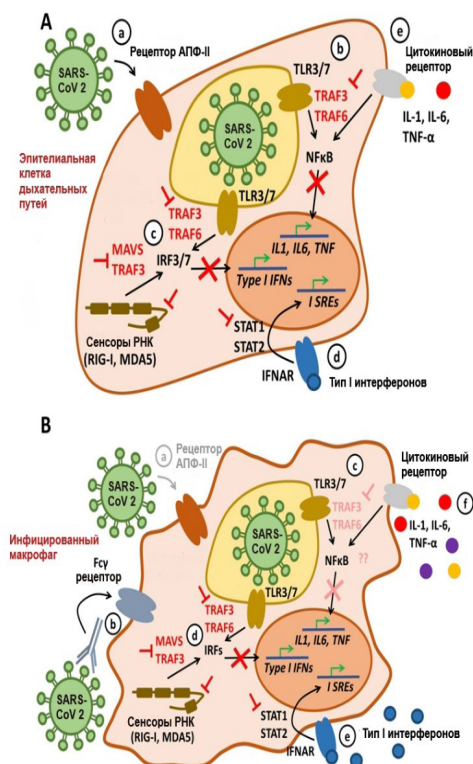 A
SARS-
CoV 2
a
Рецептор АПФ-II
b
TLR3/7
e
Цитокиновый
рецептор
TRAF3
TRAF6
IL-1, IL-6,
TNF-α
SARS-
CoV 2
NFκB
Эпителиальная
клетка
дыхательных
путей
TLR3/7
TRAF3
TRAF6
c
IRF3/7
MAVS
TRAF3
IL1, IL6, TNF
Type I IFNs
I SREs
Сенсоры РНК
(RIG-I, MDA5)
STAT1
STAT2
IFNAR
d
Тип I интерферонов
B
a
Рецептор
АПФ-II
SARS-
CoV 2
c
TLR3/7
Цитокиновый
рецептор
f
TRAF3
TRAF6
IL-1, IL-6,
TNF-α
Инфицированный
макрофаг
SARS-
CoV 2
NFκB
??
Fcγ
рецептор
TLR3/7
b
TRAF3
TRAF6
d
IRFs
MAVS
TRAF3
IL1, IL6, TNF
Type I IFNs
I SREs
SARS-
CoV 2
Сенсоры РНК
(RIG-I, MDA5)
STAT1
STAT2
IFNAR
e
Тип I интерферонов